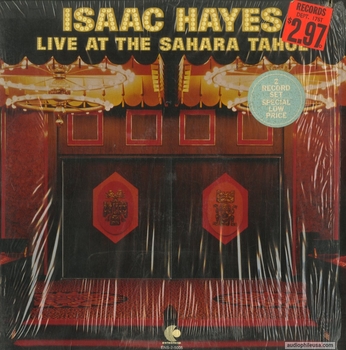 ISAAC HAYES
LIVE AT THE SAHARA TAHOE
RECORDS
$2.97
2
RECORD
SET
SPECIAL
LOW
PRICE
audiophileusa.com